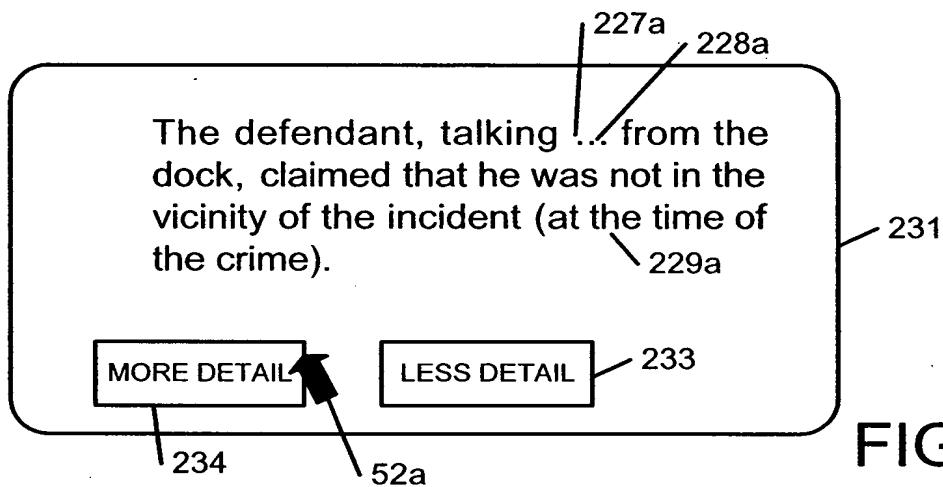 227a
228a
The defendant, talking ... from the
dock, claimed that he was not in the
vicinity of the incident (at the time of
the crime).
231
229a
MORE DETAIL
LESS DETAIL
233
234
52a
FIG